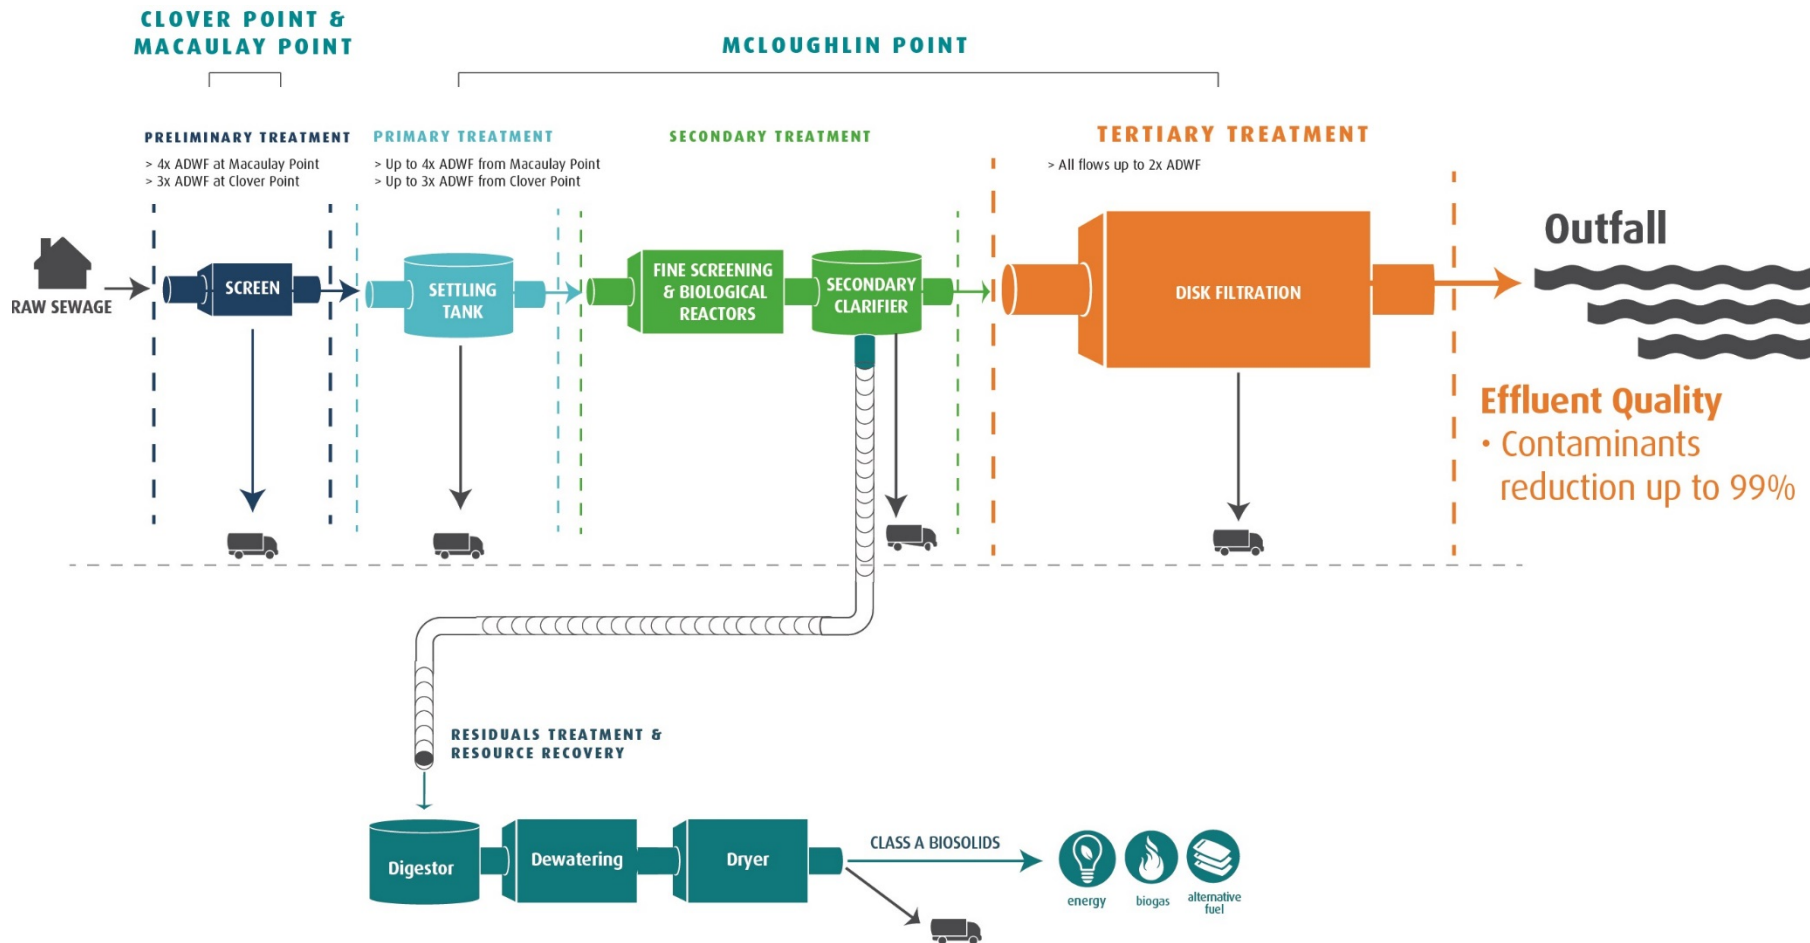 CLOVER POINT &
MACAULAY POINT
MCLOUGHLIN POINT
PRELIMINARY TREATMENT
> 4x ADWF at Macaulay Point
> 3x ADWF at Clover Point
PRIMARY TREATMENT
> Up to 4x ADWF from Macaulay Point
> Up to 3x ADWF from Clover Point
SECONDARY TREATMENT
TERTIARY TREATMENT
> All flows up to 2x ADWF
RAW SEWAGE
SCREEN
SETTLING
TANK
FINE SCREENING
& BIOLOGICAL
REACTORS
SECONDARY
CLARIFIER
DISK FILTRATION
Outfall
Effluent Quality
• Contaminants
reduction up to 99%
RESIDUALS TREATMENT &
RESOURCE RECOVERY
Digestor
Dewatering
Dryer
CLASS A BIOSOLIDS
energy
biogas
alternative
fuel